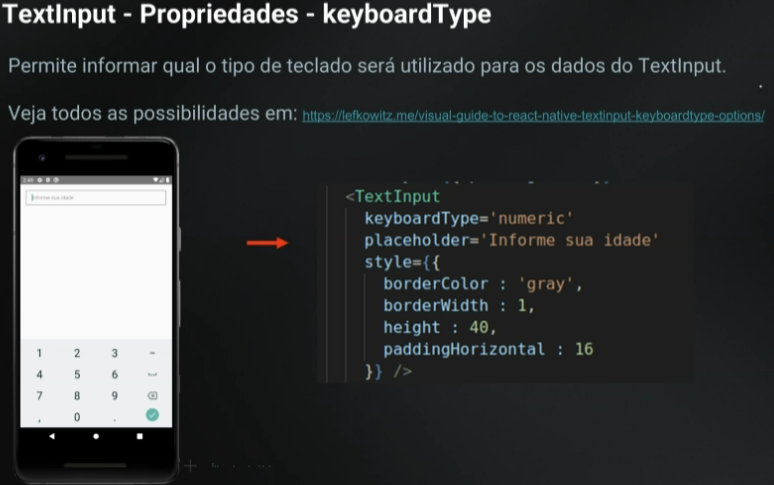 TextInput - Propriedades - keyboardType
Permite informar qual o tipo de teclado será utilizado para os dados do TextInput.
Veja todos as possibilidades em: https://lefkowitz.me/visual-guide-to-react-native-textinput-keyboardtype-options/
Informe sua idade
1 2 3 -
4 5 6
7 8 9
, 0 .
<TextInput
keyboardType='numeric'
placeholder='Informe sua idade'
style={{
borderColor : 'gray',
borderWidth : 1,
height : 40,
paddingHorizontal : 16
}} />